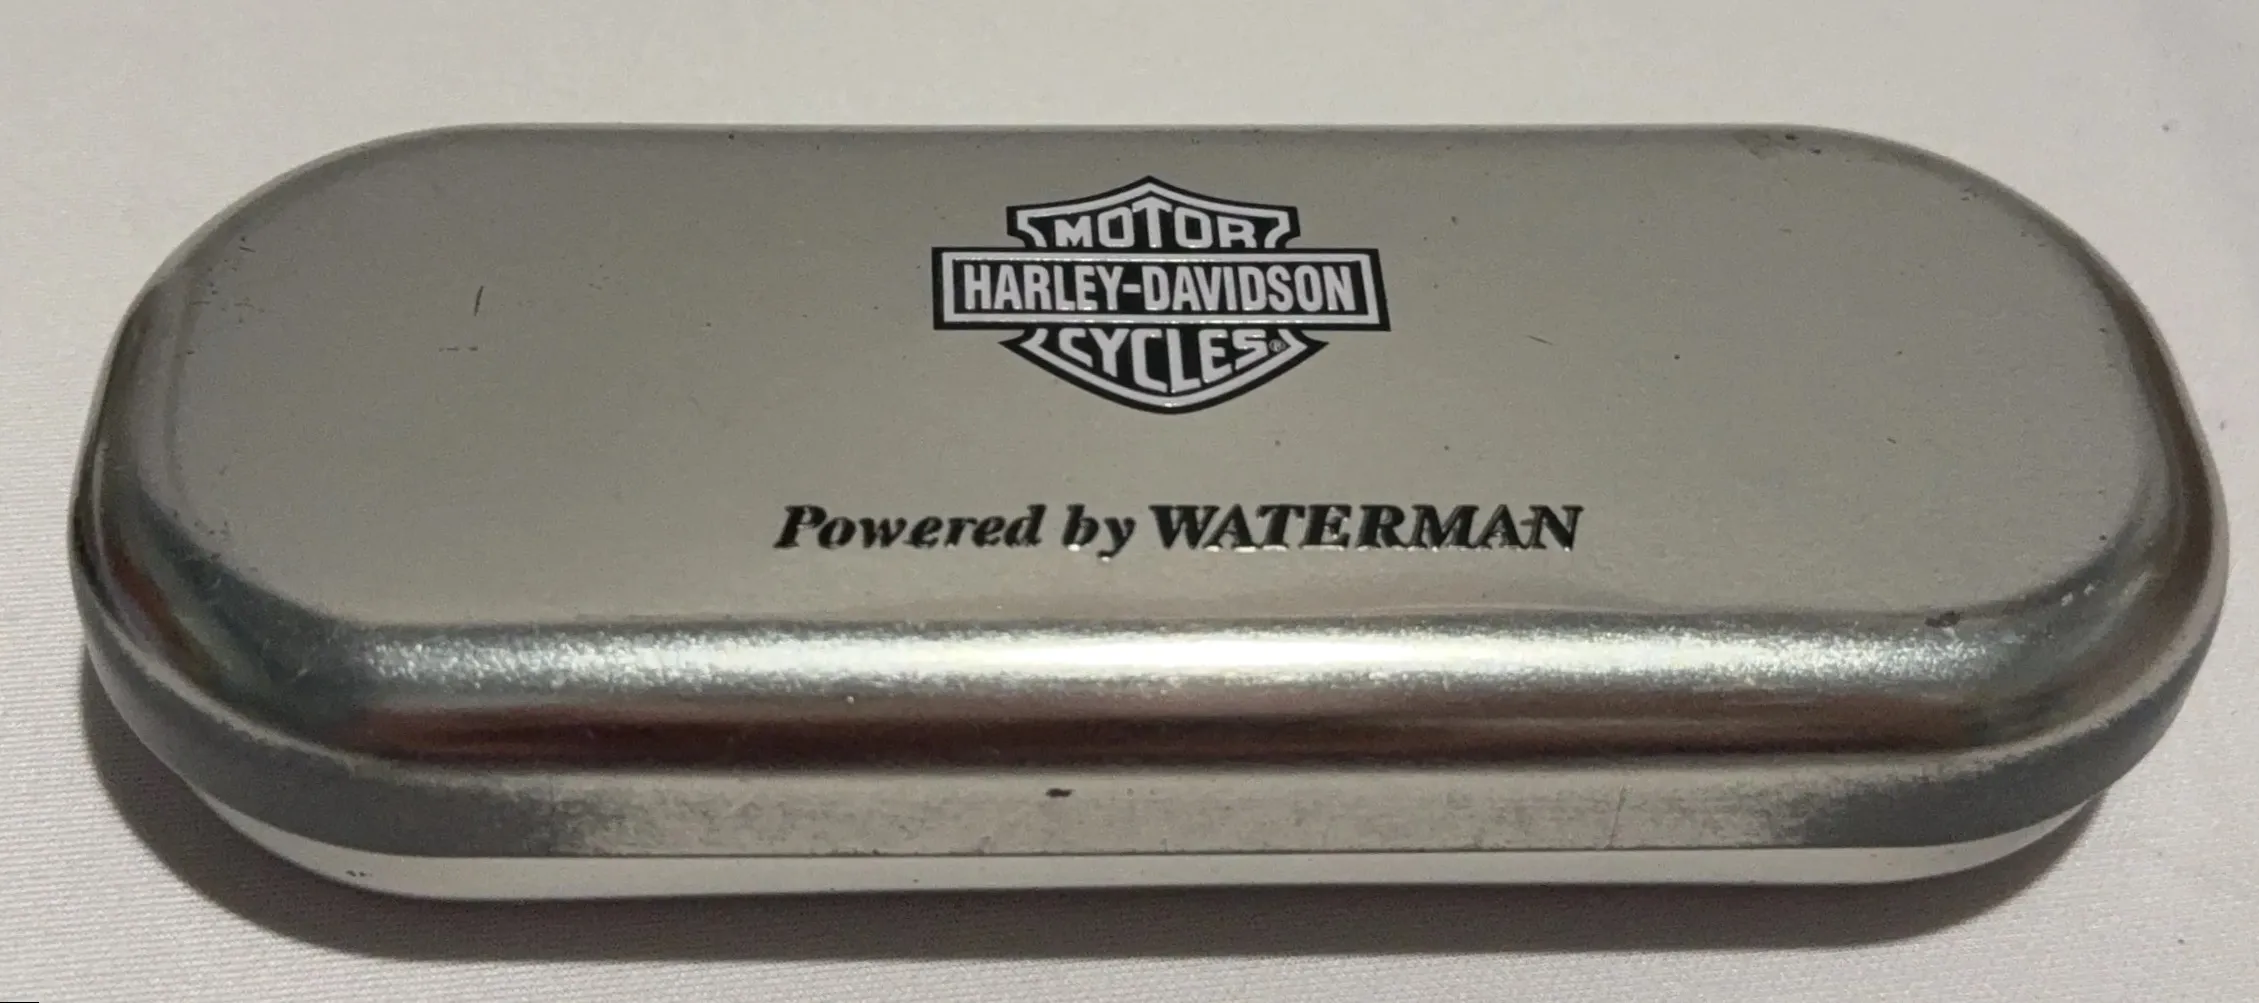 MOTOR
HARLEY-DAVIDSON
CYCLES®
Powered by WATERMAN